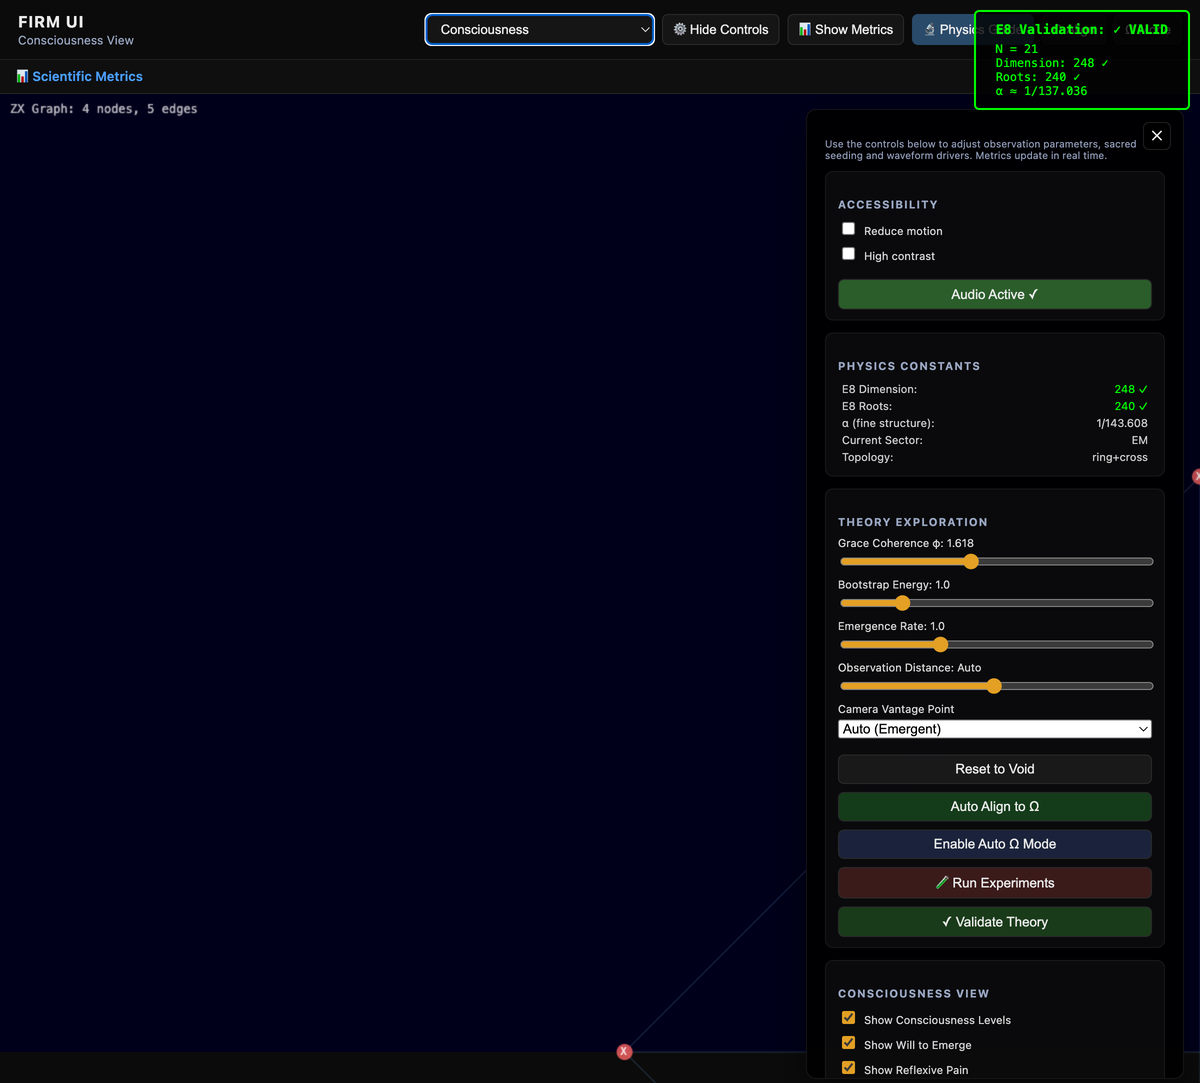 FIRM UI
Consciousness View
Consciousness
Hide Controls
Show Metrics
Physi
E8 Validation: ✓ VALID
N = 21
Dimension: 248 ✓
Roots: 240 ✓
α ≈ 1/137.036
Scientific Metrics
ZX Graph: 4 nodes, 5 edges
Use the controls below to adjust observation parameters, sacred
seeding and waveform drivers. Metrics update in real time.
ACCESSIBILITY
Reduce motion
High contrast
Audio Active ✓
PHYSICS CONSTANTS
E8 Dimension: 248 ✓
E8 Roots: 240 ✓
α (fine structure): 1/143.608
Current Sector: EM
Topology: ring+cross
THEORY EXPLORATION
Grace Coherence φ: 1.618
Bootstrap Energy: 1.0
Emergence Rate: 1.0
Observation Distance: Auto
Camera Vantage Point
Auto (Emergent)
Reset to Void
Auto Align to Ω
Enable Auto Ω Mode
Run Experiments
✓ Validate Theory
CONSCIOUSNESS VIEW
Show Consciousness Levels
Show Will to Emerge
Show Reflexive Pain
X